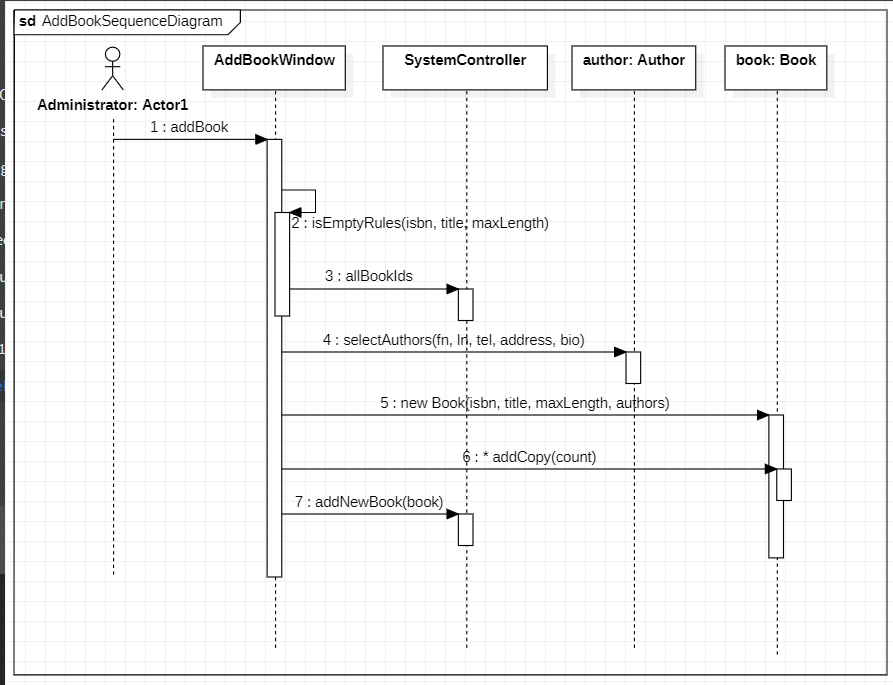 sd AddBookSequenceDiagram
AddBookWindow
SystemController
author: Author
book: Book
Administrator: Actor1
1 : addBook
2 : isEmptyRules(isbn, title, maxLength)
3 : allBookIds
4 : selectAuthors(fn, ln, tel, address, bio)
5 : new Book(isbn, title, maxLength, authors)
6 : * addCopy(count)
7 : addNewBook(book)